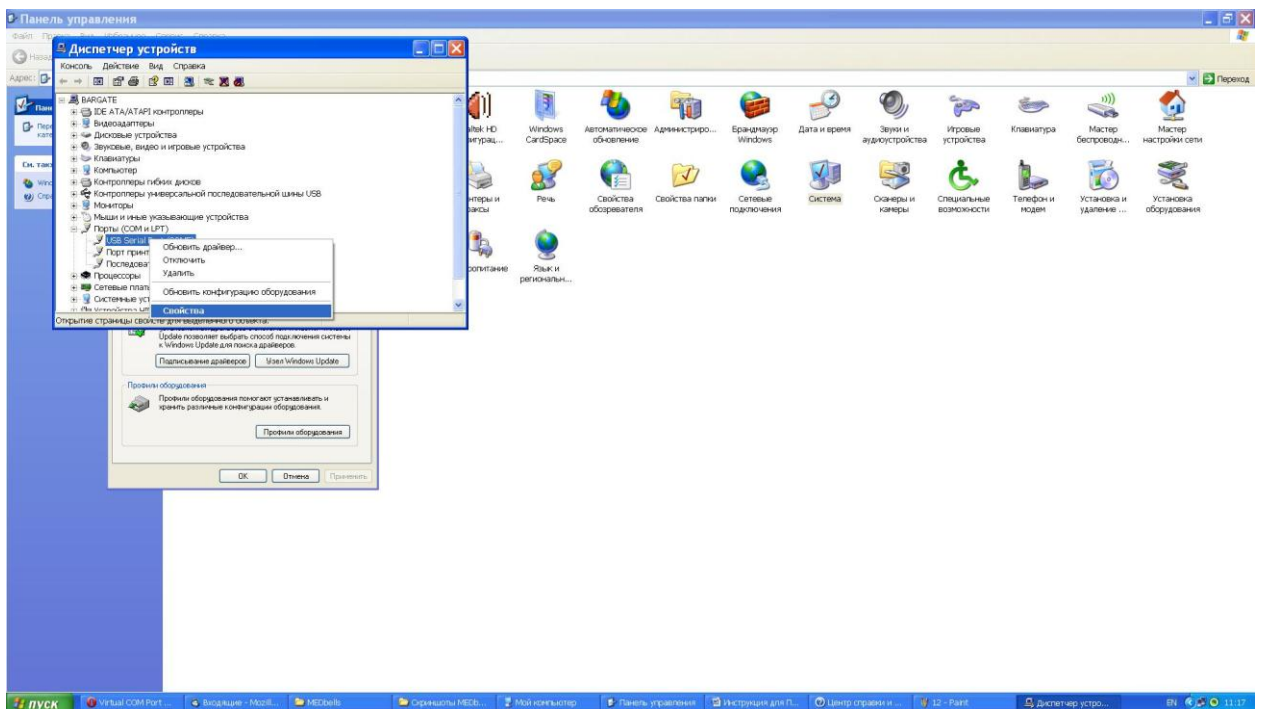 Панель управления
Файл
Адрес:
Переход
Диспетчер устройств
Консоль Действие Вид Справка
BARGATE
IDE ATA/ATAPI контроллеры
Видеоадаптеры
Дисковые устройства
Звуковые, видео и игровые устройства
Клавиатуры
Компьютер
Контроллеры гибких дисков
Контроллеры универсальной последовательной шины USB
Мониторы
Мыши и иные указывающие устройства
Порты (COM и LPT)
USB Serial
Порт принт
Последоват
Процессоры
Сетевые плат
Системные уст
Обновить драйвер...
Отключить
Удалить
Обновить конфигурацию оборудования
Свойства
Открытие страницы свойств для выделенного объекта.
Update позволяет выбрать способ подключения системы
к Windows Update для поиска драйверов.
Подписывание драйверов Узел Windows Update
Профили оборудования
Профили оборудования помогают устанавливать и
хранить различные конфигурации оборудования.
Профили оборудования
OK Отмена Применить
Windows CardSpace
Автоматическое обновление
Администриро...
Брандмауэр Windows
Дата и время
Звуки и аудиоустройства
Игровые устройства
Клавиатура
Мастер беспроводн...
Мастер настройки сети
Речь
Свойства обозревателя
Свойства папки
Сетевые подключения
Система
Сканеры и камеры
Специальные возможности
Телефон и модем
Установка и удаление ...
Установка оборудования
Язык и региональн...
пуск Virtual COM Port ... Входящие - Mozill... MEDbells Скриншоты MEDb... Мой компьютер Панель управления Инструкция для П... Центр справки и ... 12 - Paint Диспетчер устро... EN 11:17